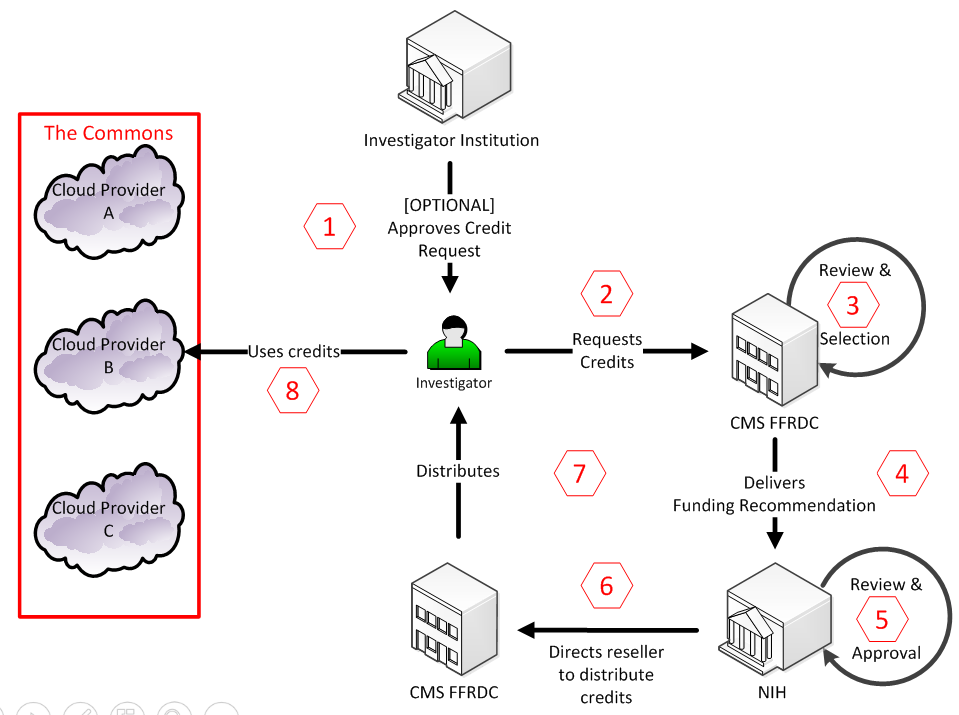 Investigator Institution
The Commons
Cloud Provider
A
1
[OPTIONAL]
Approves Credit
Request
2
Requests
Credits
Review &
3
Selection
CMS FFRDC
Cloud Provider
B
Uses credits
8
Investigator
Distributes
7
Delivers
Funding Recommendation
4
Cloud Provider
C
6
Directs reseller
to distribute
credits
CMS FFRDC
Review &
5
Approval
NIH